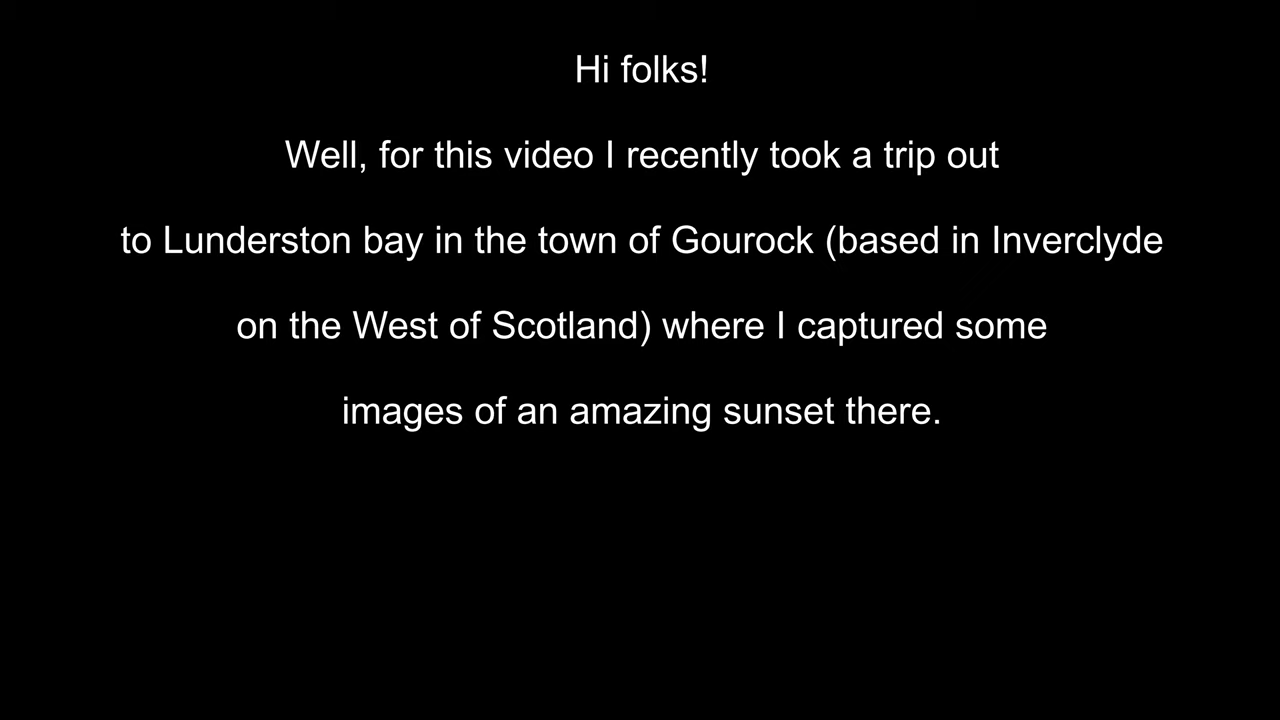 Hi folks!
Well, for this video I recently took a trip out
to Lunderston bay in the town of Gourock (based in Inverclyde
on the West of Scotland) where I captured some
images of an amazing sunset there.